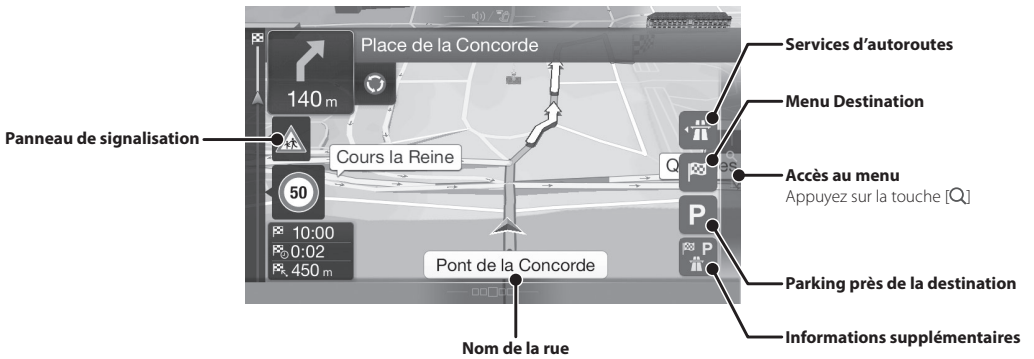 Place de la Concorde
140 m
Cours la Reine
50
10:00
0:02
450 m
Pont de la Concorde
P
P
Panneau de signalisation
Services d'autoroutes
Menu Destination
Accès au menu
Appuyez sur la touche [Q]
Parking près de la destination
Informations supplémentaires
Nom de la rue